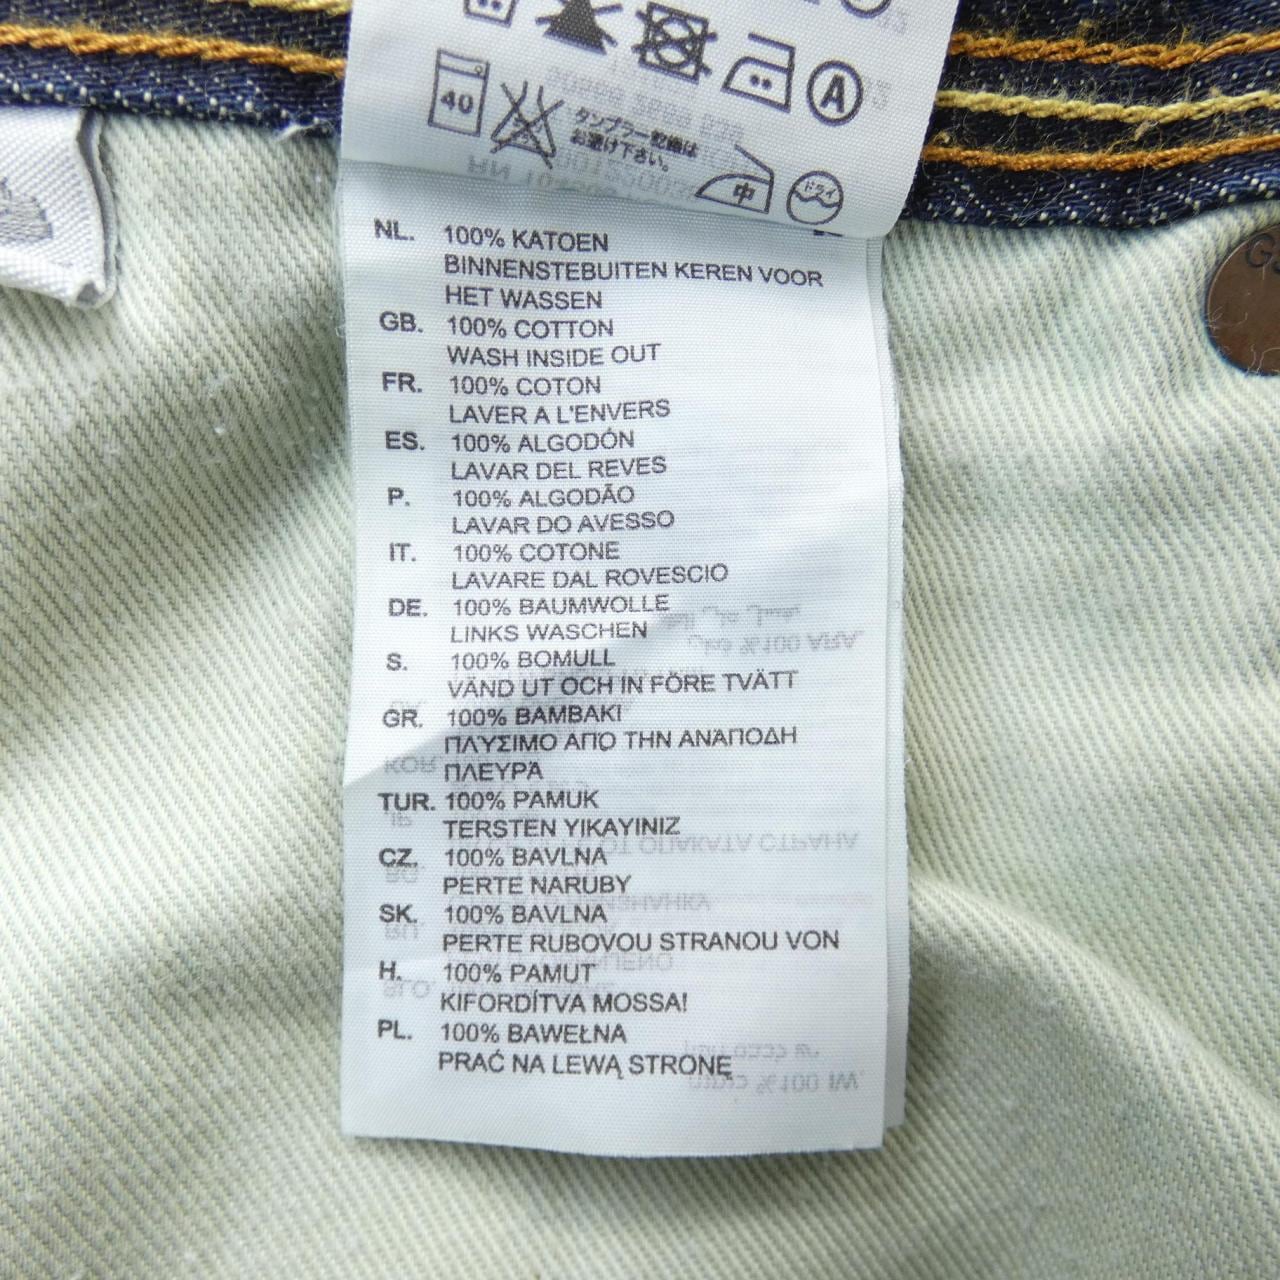 A
40
タンブラー乾燥は
お避け下さい。
中
ドライ
NL. 100% KATOEN
BINNENSTEBUITEN KEREN VOOR
HET WASSEN
GB. 100% COTTON
WASH INSIDE OUT
FR. 100% COTON
LAVER A L'ENVERS
ES. 100% ALGODÓN
LAVAR DEL REVES
P. 100% ALGODÃO
LAVAR DO AVESSO
IT. 100% COTONE
LAVARE DAL ROVESCIO
DE. 100% BAUMWOLLE
LINKS WASCHEN
S. 100% BOMULL
VÄND UT OCH IN FÖRE TVÄTT
GR. 100% ΒΑΜΒΑΚΙ
ΠΛΥΣΙΜΟ ΑΠΟ ΤΗΝ ΑΝΆΠΟΔΗ
ΠΛΕΥΡΆ
TUR. 100% PAMUK
TERSTEN YIKAYINIZ
CZ. 100% BAVLNA
PERTE NARUBY
SK. 100% BAVLNA
PERTE RUBOVOU STRANOU VON
H. 100% PAMUT
KIFORDÍTVA MOSSA!
PL. 100% BAWEŁNA
PRAĆ NA LEWĄ STRONĘ